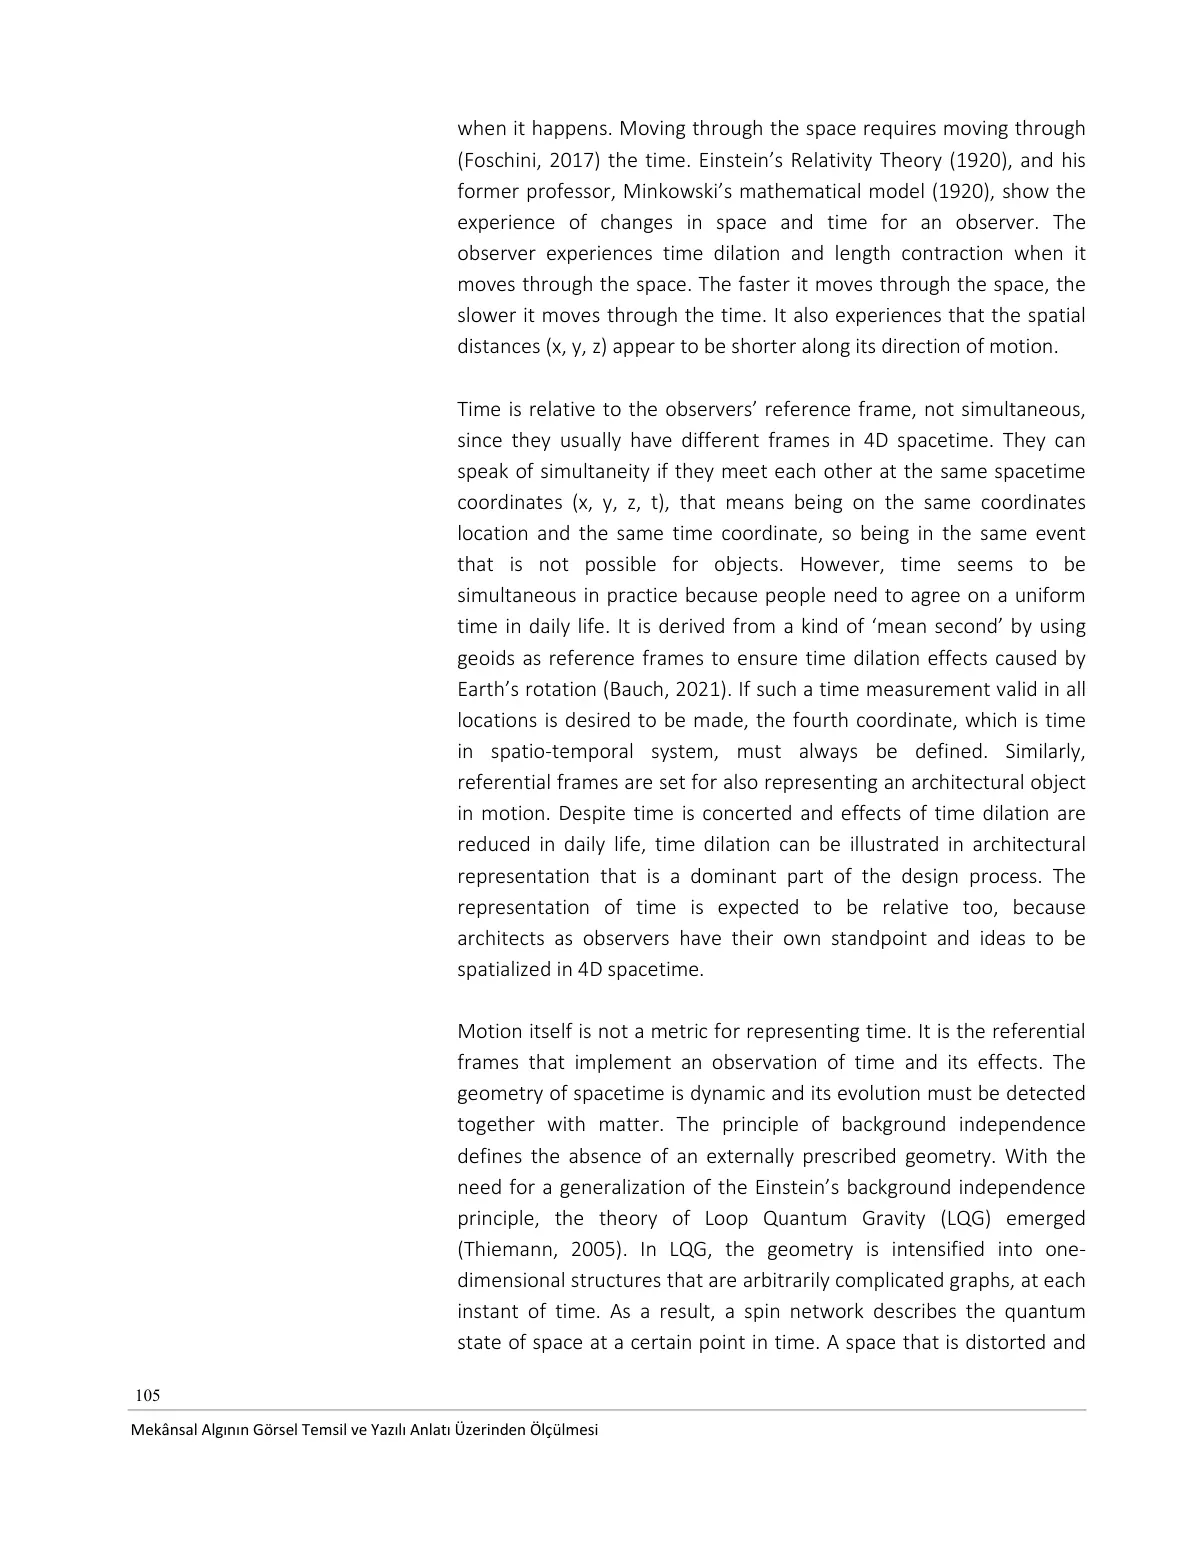 when it happens. Moving through the space requires moving through
(Foschini, 2017) the time. Einstein’s Relativity Theory (1920), and his
former professor, Minkowski’s mathematical model (1920), show the
experience of changes in space and time for an observer. The
observer experiences time dilation and length contraction when it
moves through the space. The faster it moves through the space, the
slower it moves through the time. It also experiences that the spatial
distances (x, y, z) appear to be shorter along its direction of motion.
Time is relative to the observers’ reference frame, not simultaneous,
since they usually have different frames in 4D spacetime. They can
speak of simultaneity if they meet each other at the same spacetime
coordinates (x, y, z, t), that means being on the same coordinates
location and the same time coordinate, so being in the same event
that is not possible for objects. However, time seems to be
simultaneous in practice because people need to agree on a uniform
time in daily life. It is derived from a kind of ‘mean second’ by using
geoids as reference frames to ensure time dilation effects caused by
Earth’s rotation (Bauch, 2021). If such a time measurement valid in all
locations is desired to be made, the fourth coordinate, which is time
in spatio-temporal system, must always be defined. Similarly,
referential frames are set for also representing an architectural object
in motion. Despite time is concerted and effects of time dilation are
reduced in daily life, time dilation can be illustrated in architectural
representation that is a dominant part of the design process. The
representation of time is expected to be relative too, because
architects as observers have their own standpoint and ideas to be
spatialized in 4D spacetime.
Motion itself is not a metric for representing time. It is the referential
frames that implement an observation of time and its effects. The
geometry of spacetime is dynamic and its evolution must be detected
together with matter. The principle of background independence
defines the absence of an externally prescribed geometry. With the
need for a generalization of the Einstein’s background independence
principle, the theory of Loop Quantum Gravity (LQG) emerged
(Thiemann, 2005). In LQG, the geometry is intensified into one-
dimensional structures that are arbitrarily complicated graphs, at each
instant of time. As a result, a spin network describes the quantum
state of space at a certain point in time. A space that is distorted and
105
Mekânsal Algının Görsel Temsil ve Yazılı Anlatı Üzerinden Ölçülmesi